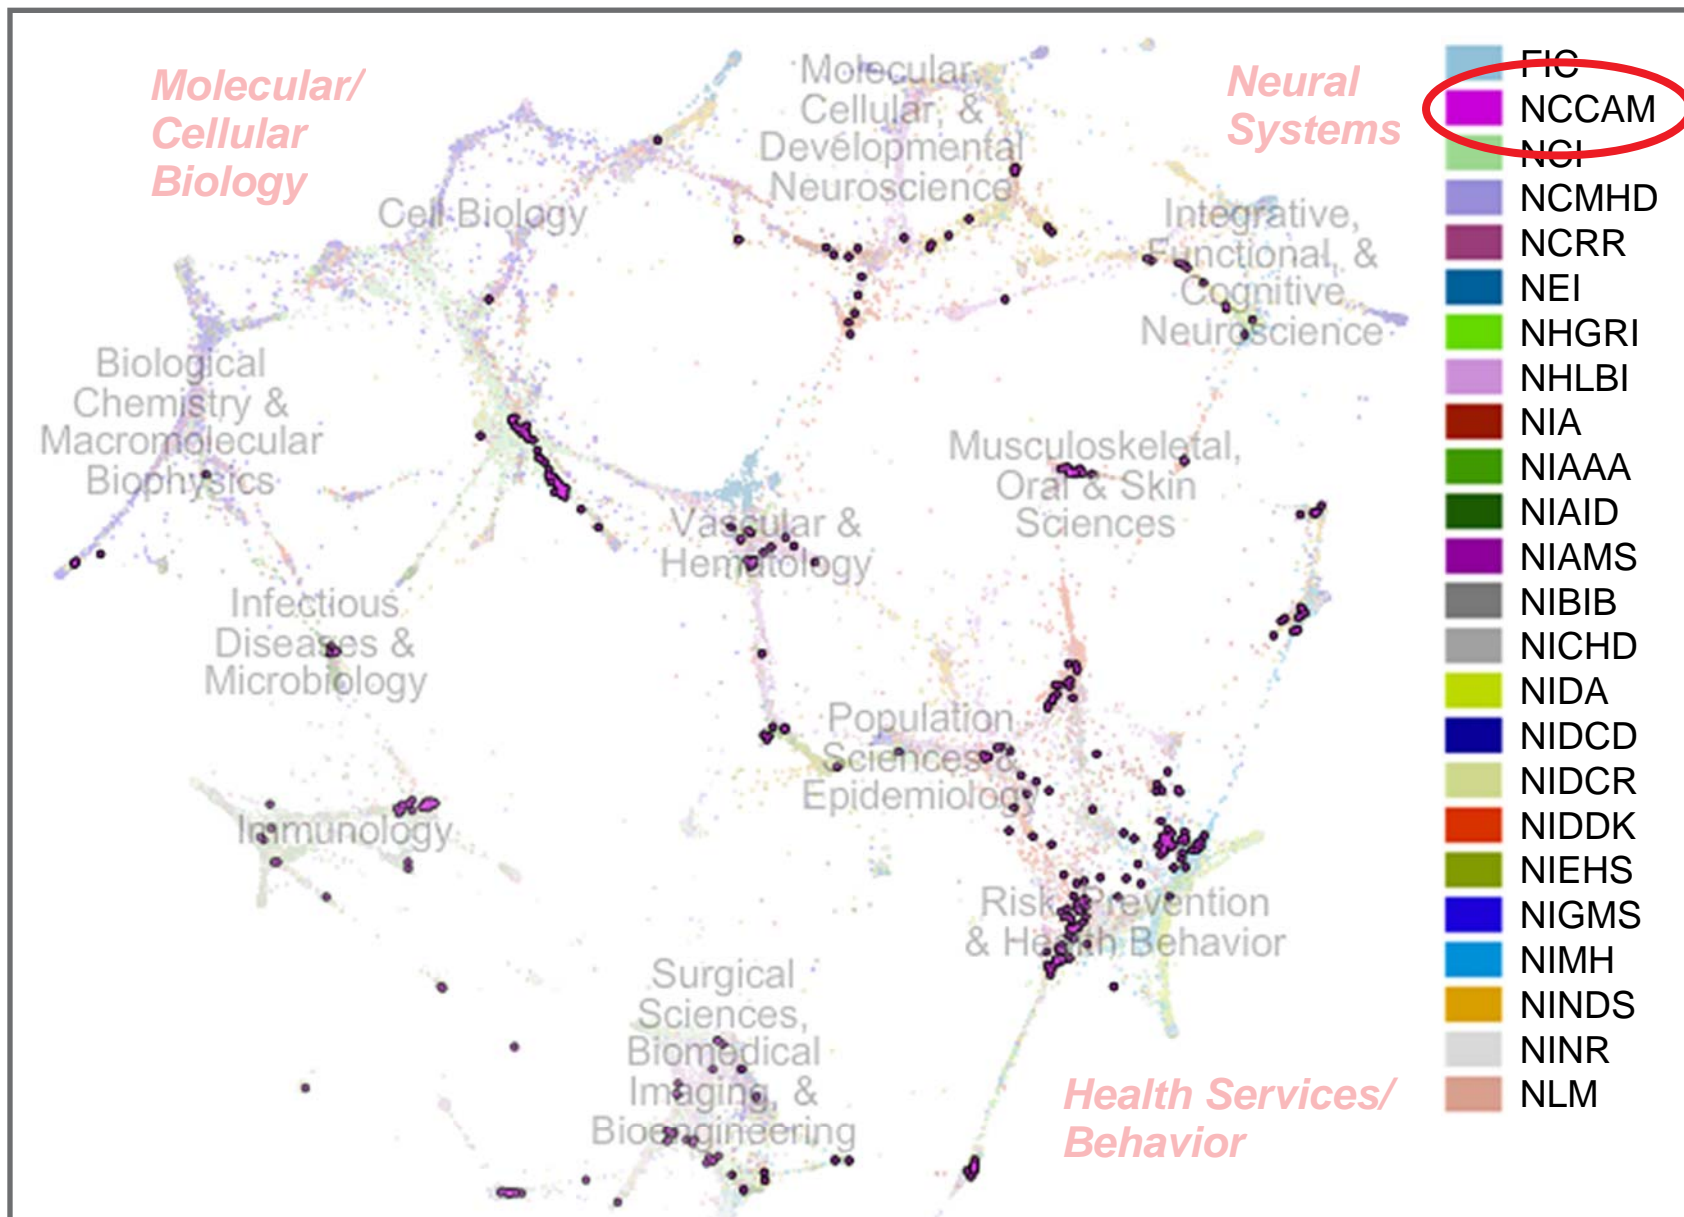 Molecular/
Cellular
Biology
Molecular,
Cellular, &
Developmental
Neuroscience
Neural
Systems
Cell Biology
Integrative,
Functional, &
Cognitive
Neuroscience
Biological
Chemistry &
Macromolecular
Biophysics
Musculoskeletal,
Oral & Skin
Sciences
Vascular &
Hematology
Infectious
Diseases &
Microbiology
Population
Sciences &
Epidemiology
Immunology
Risk, Prevention
& Health Behavior
Surgical
Sciences,
Biomedical
Imaging, &
Bioengineering
Health Services/
Behavior
FIC
NCCAM
NCI
NCMHD
NCRR
NEI
NHGRI
NHLBI
NIA
NIAAA
NIAID
NIAMS
NIBIB
NICHD
NIDA
NIDCD
NIDCR
NIDDK
NIEHS
NIGMS
NIMH
NINDS
NINR
NLM